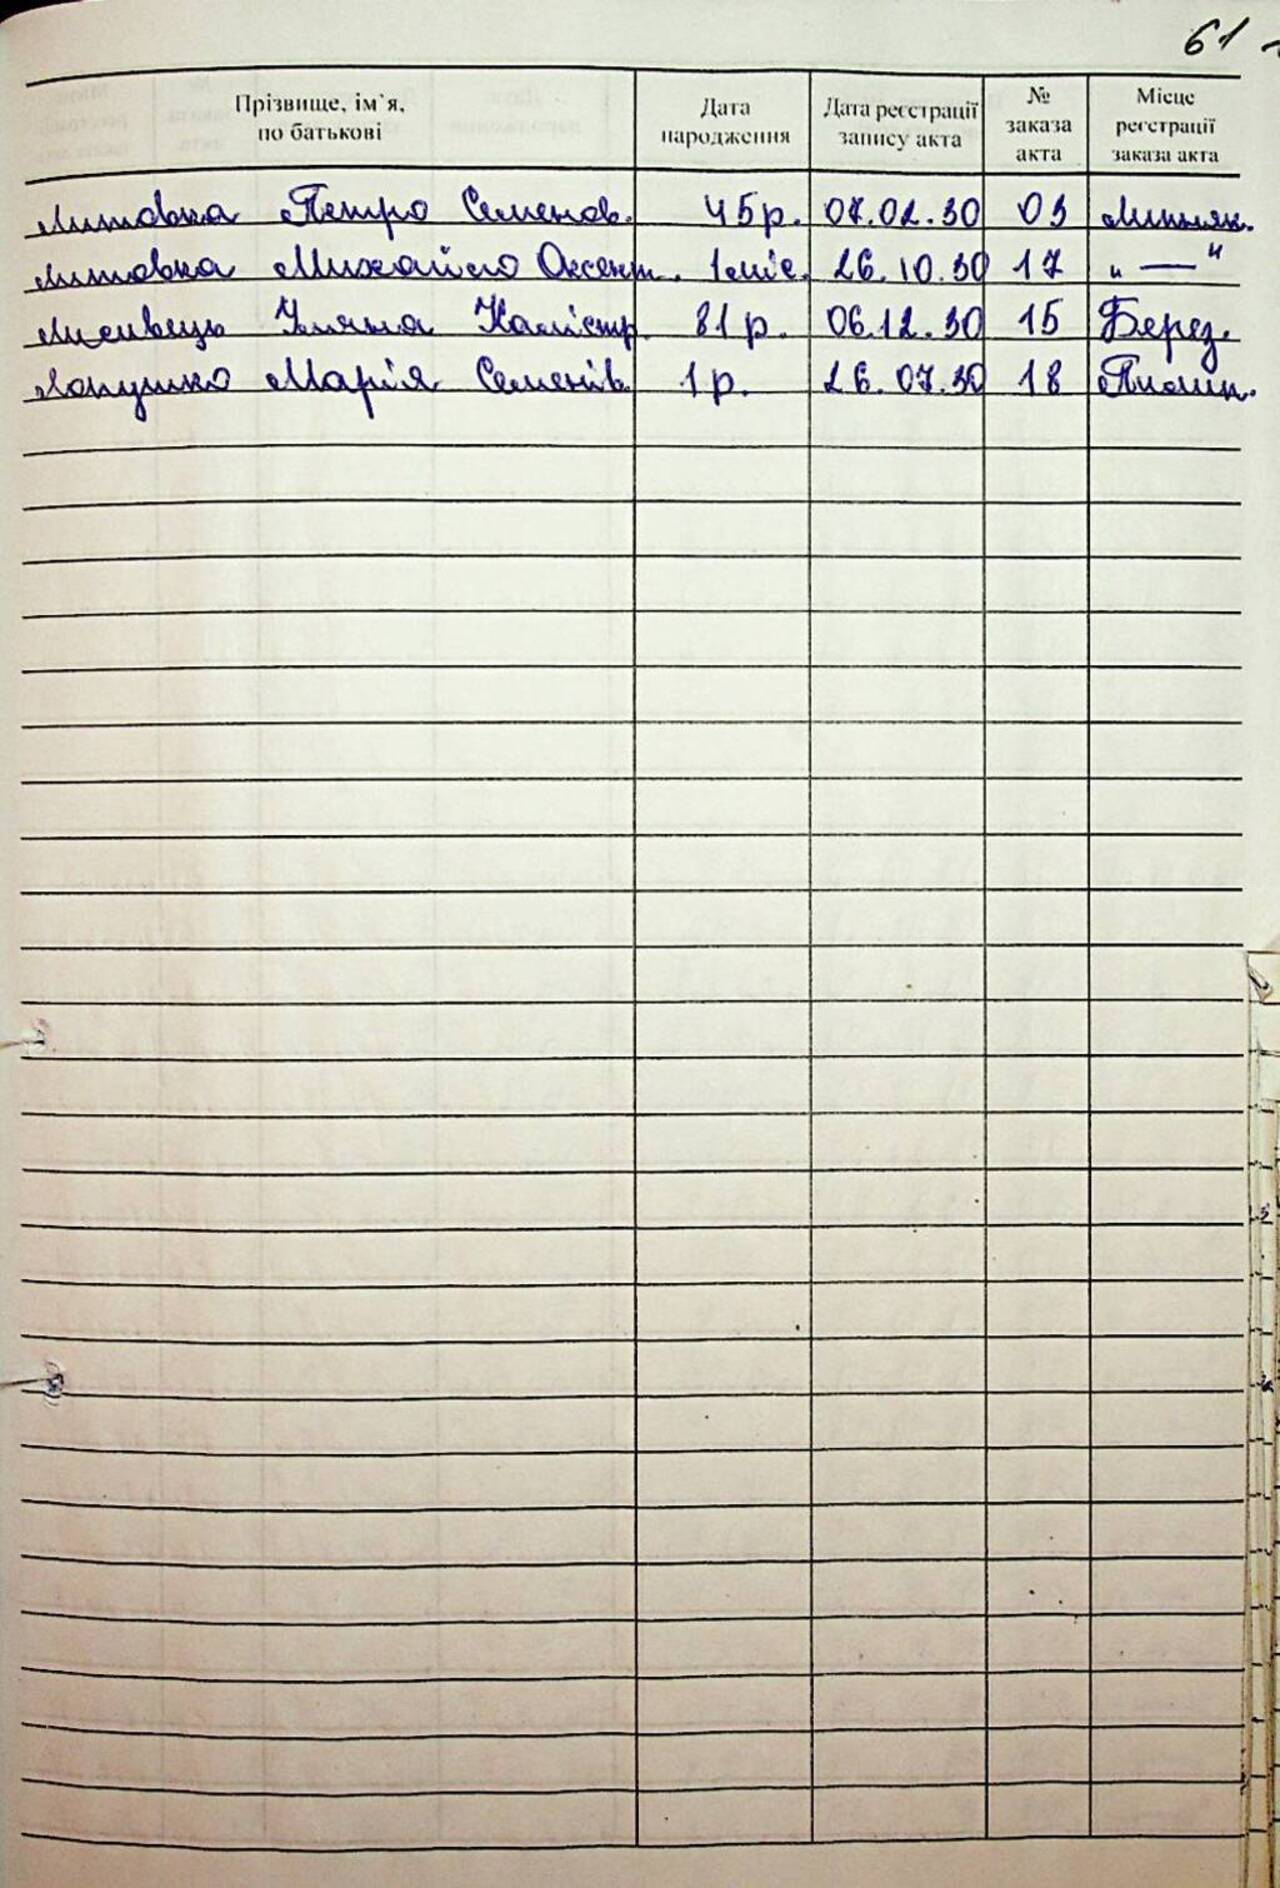 61
Прізвище, ім`я, по батькові Дата народження Дата реєстрації запису акта № заказа акта Місце реєстрації заказа акта
Литовка Петро Семенов. 45р. 07.02.30 03
Литовка Михайло Оксент. 1міс. 26.10.30 17 "—"
Уляна Калістр. 81р. 06.12.30 15 Берез.
Лопушко Марія Семенів. 1р. 26.07.30 18